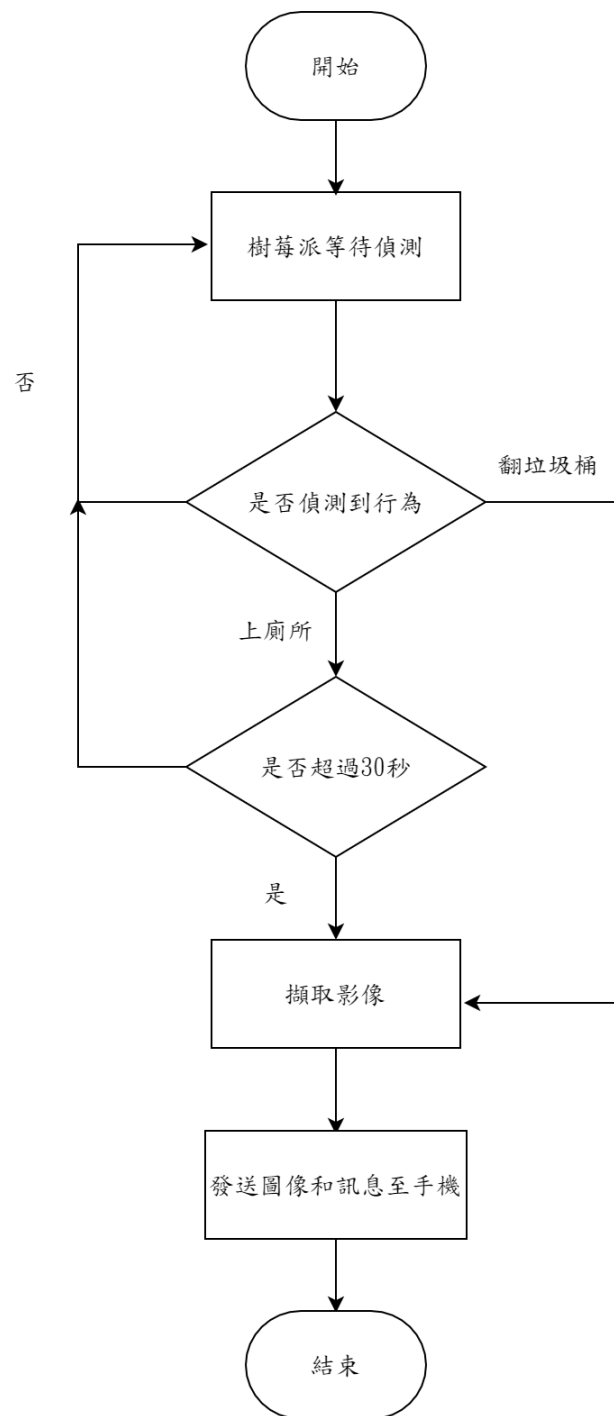 開始
樹莓派等待偵測
否
翻垃圾桶
是否偵測到行為
上廁所
是否超過30秒
是
擷取影像
發送圖像和訊息至手機
結束